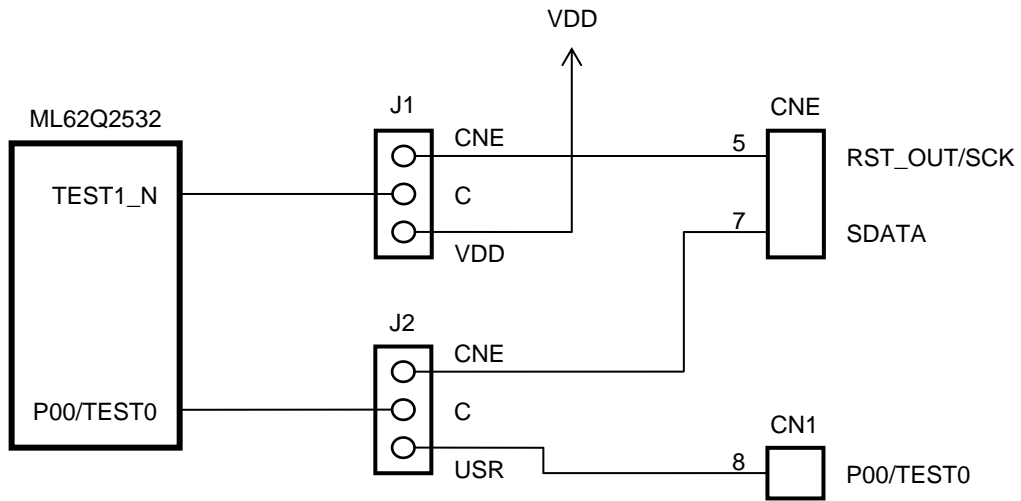 VDD
J1
CNE
ML62Q2532
CNE
5
RST_OUT/SCK
TEST1_N
C
7
SDATA
VDD
J2
CNE
P00/TEST0
C
CN1
USR
8
P00/TEST0